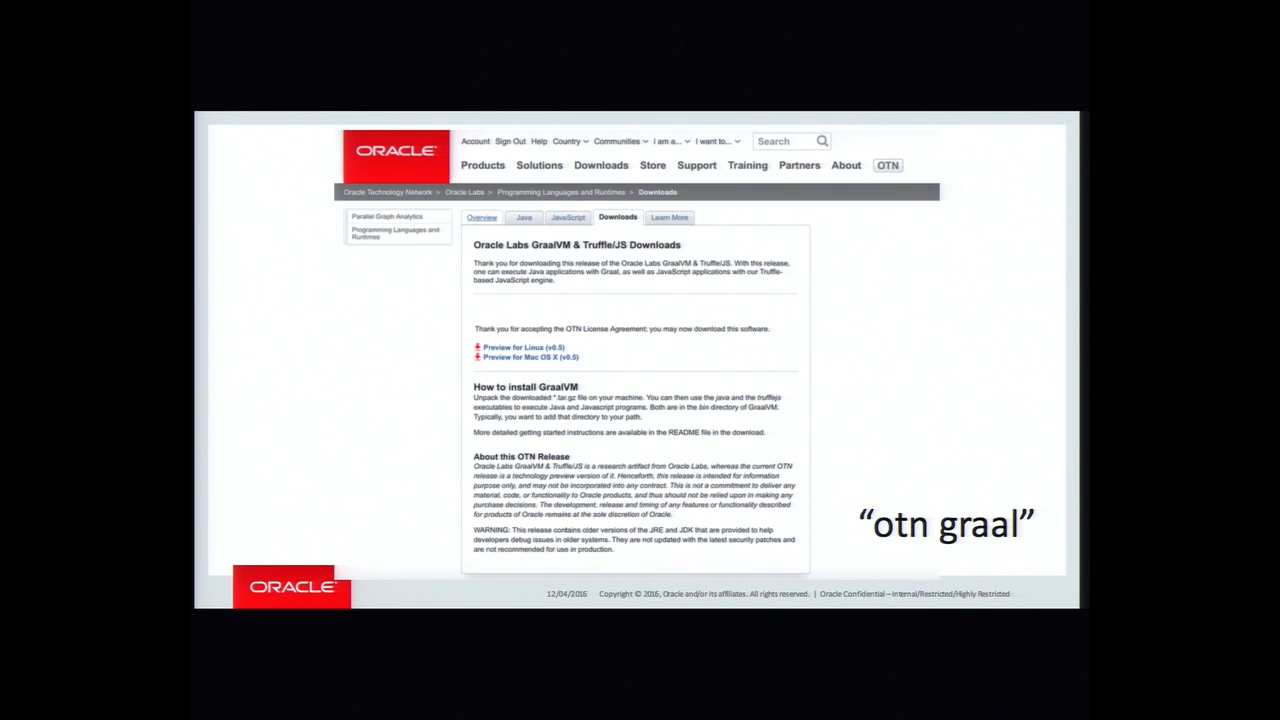 ORACLE
Account Sign Out Help Country Communities I am a... I want to... Search
Products Solutions Downloads Store Support Training Partners About OTN
Oracle Technology Network > Oracle Labs > Programming Languages and Runtimes > Downloads
Parallel Graph Analytics
Programming Languages and
Runtimes
Overview Java JavaScript Downloads Learn More
Oracle Labs GraalVM & Truffle/JS Downloads
Thank you for downloading this release of the Oracle Labs GraalVM & Truffle/JS. With this release,
one can execute Java applications with Graal, as well as JavaScript applications with our Truffle-
based JavaScript engine.
Thank you for accepting the OTN License Agreement; you may now download this software.
Preview for Linux (v0.5)
Preview for Mac OS X (v0.5)
How to install GraalVM
Unpack the downloaded *.tar.gz file on your machine. You can then use the java and the trufflejs
executables to execute Java and Javascript programs. Both are in the bin directory of GraalVM.
Typically, you want to add that directory to your path.
More detailed getting started instructions are available in the README file in the download.
About this OTN Release
Oracle Labs GraalVM & Truffle/JS is a research artifact from Oracle Labs, whereas the current OTN
release is a technology preview version of it. Henceforth, this release is intended for information
purpose only, and may not be incorporated into any contract. This is not a commitment to deliver any
material, code, or functionality to Oracle products, and thus should not be relied upon in making any
purchase decisions. The development, release and timing of any features or functionality described
for products of Oracle remains at the sole discretion of Oracle.
WARNING: This release contains older versions of the JRE and JDK that are provided to help
developers debug issues in older systems. They are not updated with the latest security patches and
are not recommended for use in production.
“otn graal”
ORACLE
12/04/2016 Copyright © 2016, Oracle and/or its affiliates. All rights reserved. | Oracle Confidential – Internal/Restricted/Highly Restricted